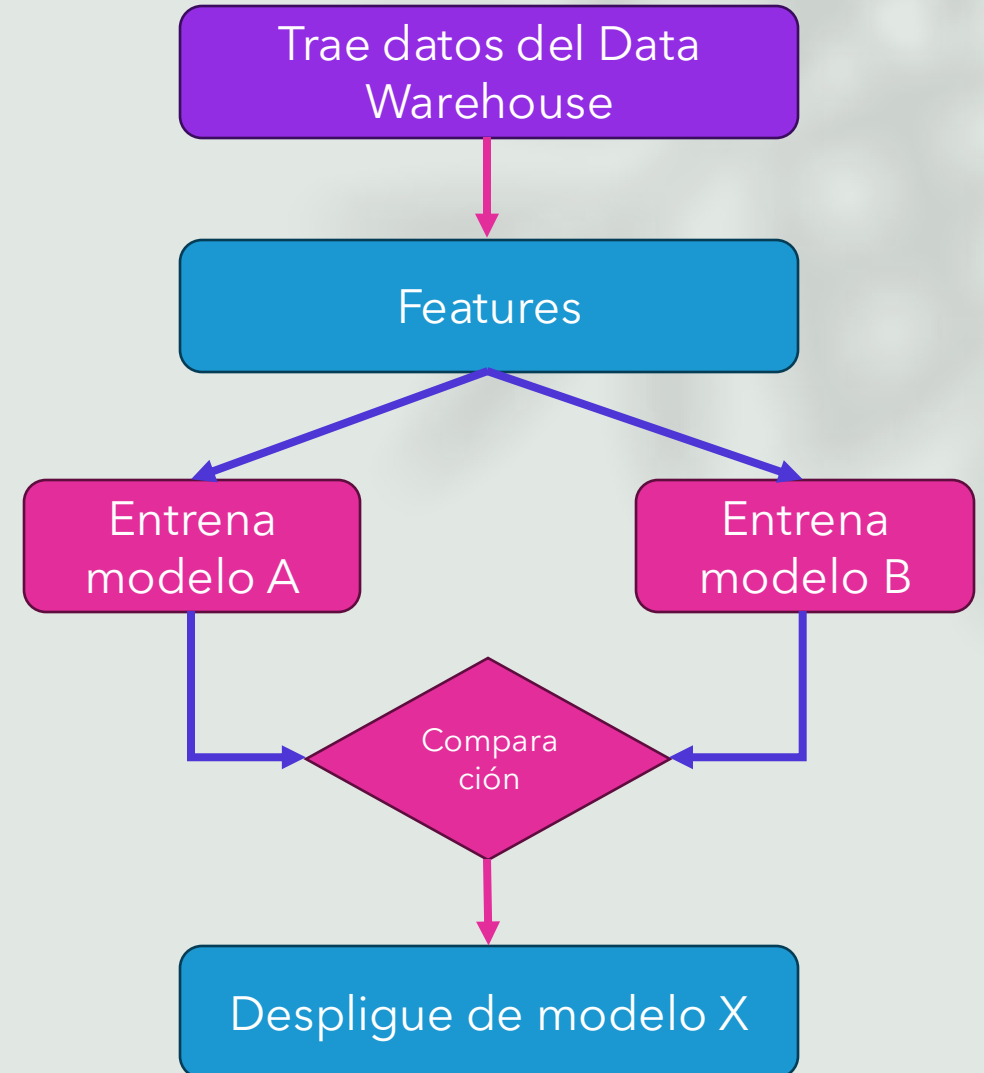 Trae datos del Data
Warehouse
Features
Entrena
modelo A
Entrena
modelo B
Compara
ción
Despligue de modelo X